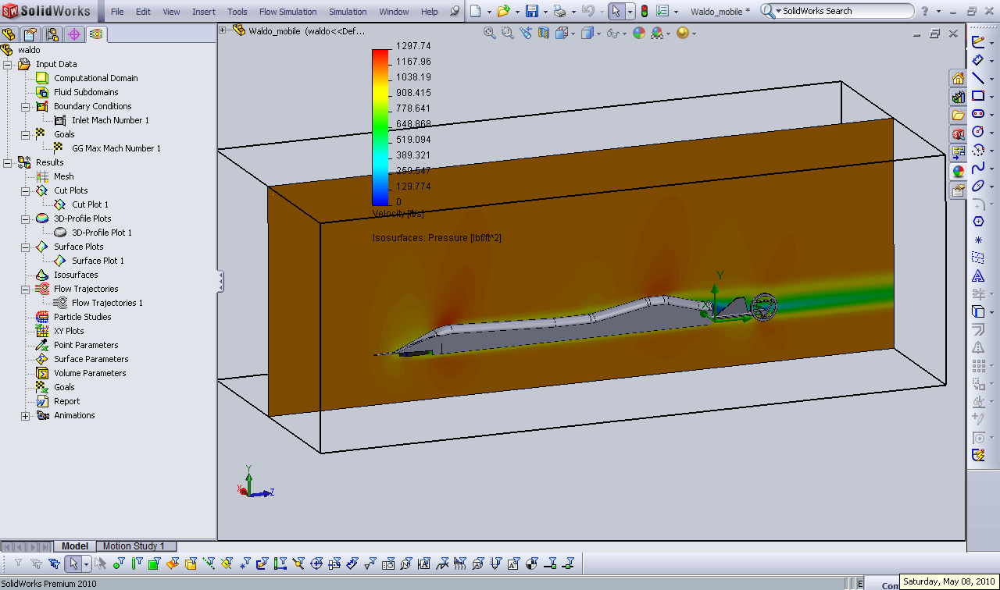 SolidWorks File Edit View Insert Tools Flow Simulation Simulation Window Help Waldo_mobile * SolidWorks Search ?
Waldo_mobile (waldo<<Def...
waldo
Input Data
Computational Domain
Fluid Subdomains
Boundary Conditions
Inlet Mach Number 1
Goals
GG Max Mach Number 1
Results
Mesh
Cut Plots
Cut Plot 1
3D-Profile Plots
3D-Profile Plot 1
Surface Plots
Surface Plot 1
Isosurfaces
Flow Trajectories
Flow Trajectories 1
Particle Studies
XY Plots
Point Parameters
Surface Parameters
Volume Parameters
Goals
Report
Animations
1297.74
1167.96
1038.19
908.415
778.641
648.868
519.094
389.321
259.547
129.774
0
Velocity [ft/s]
Isosurfaces: Pressure [lbf/ft^2]
Y
Y
X
Z
Model Motion Study 1
SolidWorks Premium 2010
E
Com
Saturday, May 08, 2010